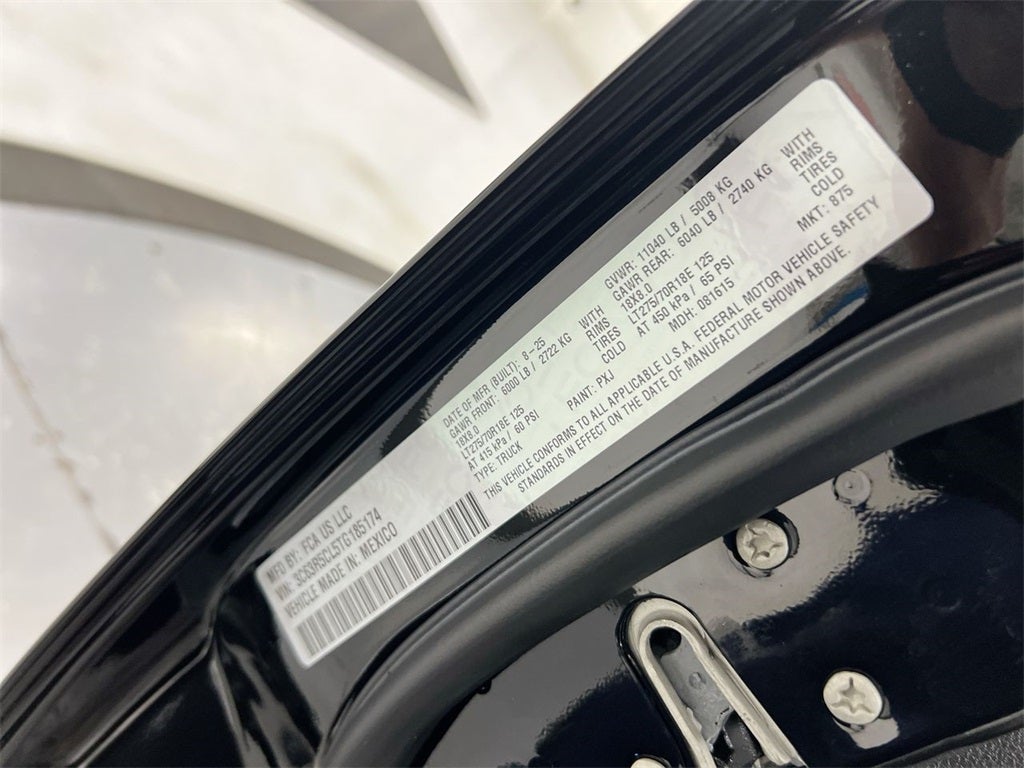 MFD BY: FCA US LLC
VIN: 3C63R5CL5TG185174
VEHICLE MADE IN: MEXICO
DATE OF MFR (BUILT): 8-25 GVWR: 11040 LB / 5008 KG
GAWR FRONT: 6000 LB / 2722 KG WITH GAWR REAR: 6040 LB / 2740 KG WITH
18X8.0 RIMS 18X8.0 RIMS
LT275/70R18E 125 TIRES LT275/70R18E 125 TIRES
AT 415 kPa / 60 PSI COLD AT 450 kPa / 65 PSI COLD
TYPE: TRUCK PAINT: PXJ MDH: 081615 MKT: 875
THIS VEHICLE CONFORMS TO ALL APPLICABLE U.S.A. FEDERAL MOTOR VEHICLE SAFETY
STANDARDS IN EFFECT ON THE DATE OF MANUFACTURE SHOWN ABOVE.